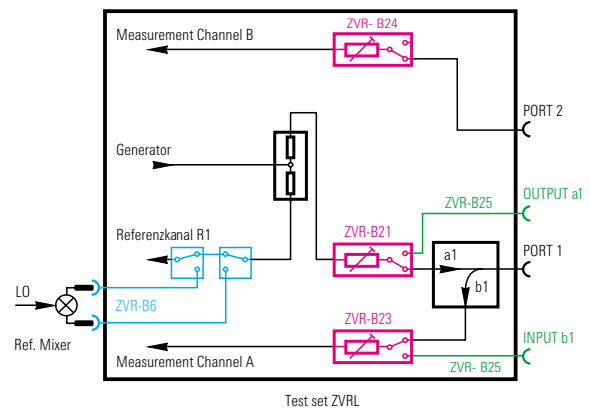 Measurement Channel B
ZVR- B24
PORT 2
Generator
OUTPUT a1
ZVR-B25
Referenzkanal R1
ZVR-B21
a1
PORT 1
b1
LO
ZVR-B6
ZVR-B23
INPUT b1
Ref. Mixer
Measurement Channel A
ZVR- B25
Test set ZVRL